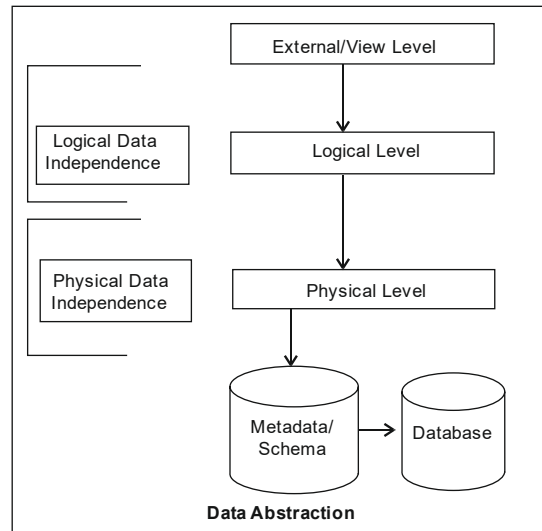 External/View Level
Logical Data
Independence
Logical Level
Physical Data
Independence
Physical Level
Metadata/
Schema
Database
Data Abstraction